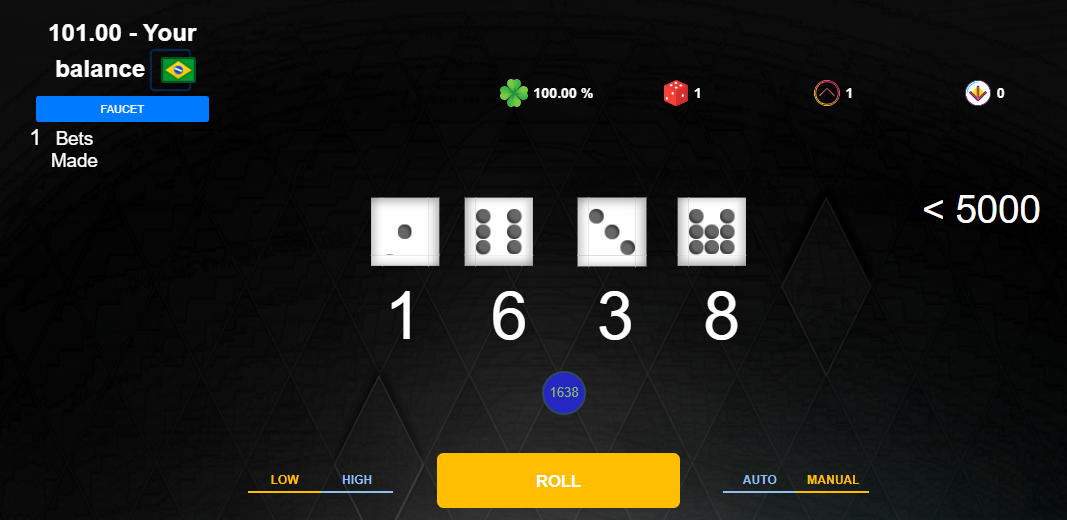 101.00 - Your
balance
FAUCET
1 Bets
Made
100.00 %
1
1
0
< 5000
1 6 3 8
1638
LOW HIGH
ROLL
AUTO MANUAL